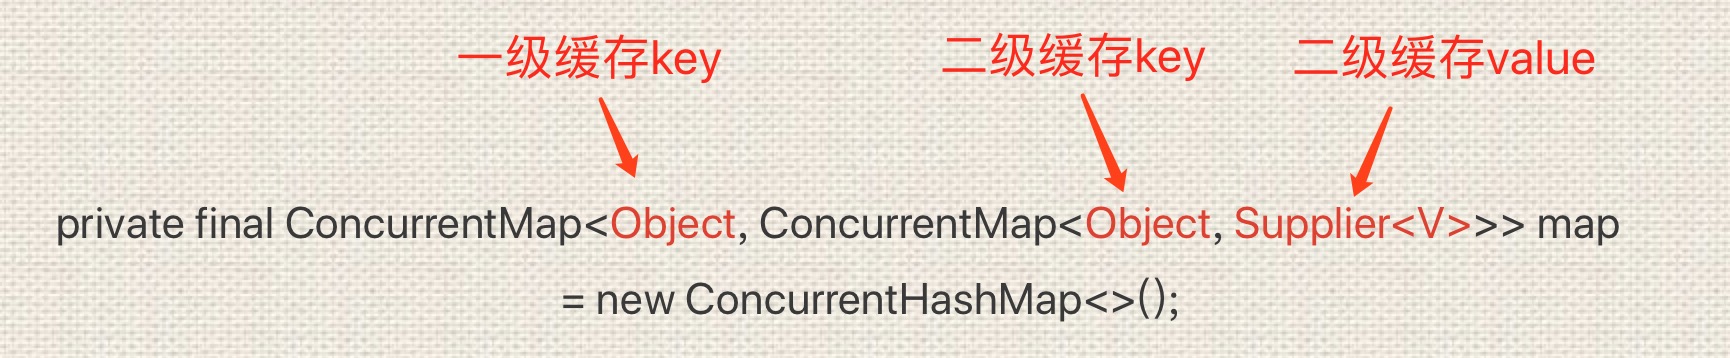 一级缓存key 二级缓存key 二级缓存value
private final ConcurrentMap<Object, ConcurrentMap<Object, Supplier<V>>> map
= new ConcurrentHashMap<>();